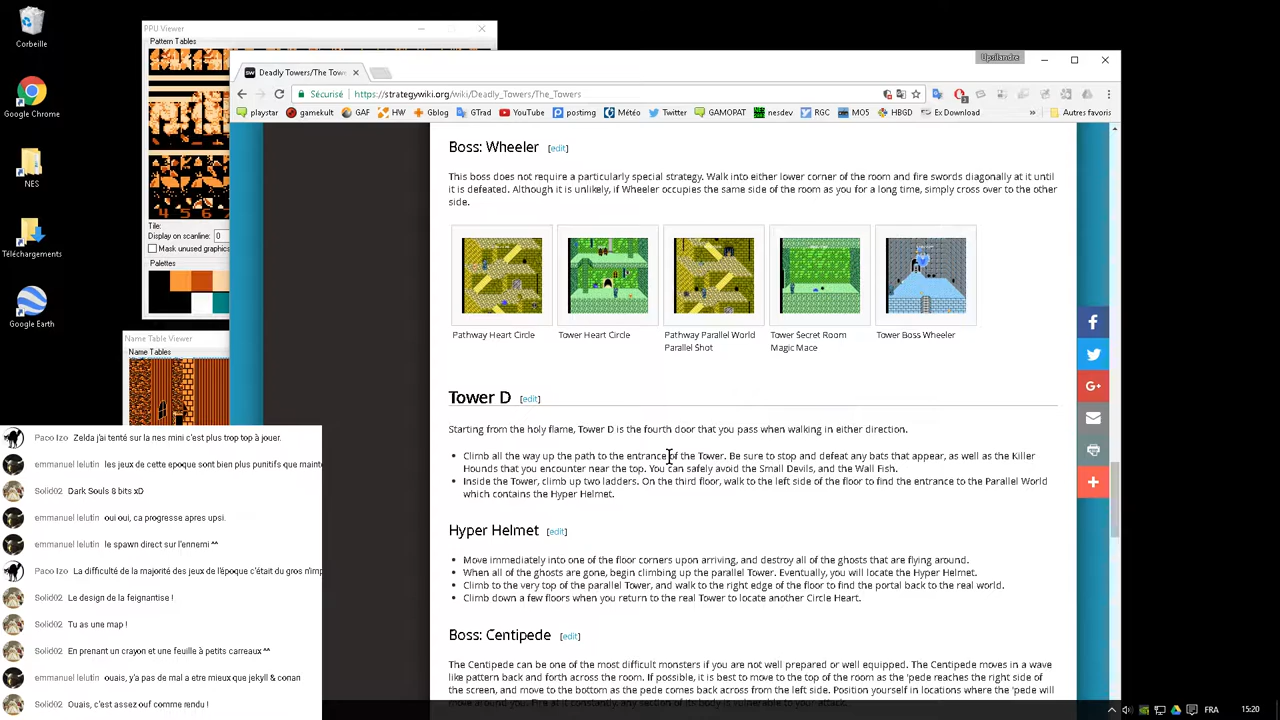 Corbeille
Google Chrome
NES
Téléchargements
Google Earth
PPU Viewer
Pattern Tables
4 5 6 7
Tile:
Display on scanline: 0
Mask unused graphics
Palettes
Name Table Viewer
Name Tables
Upsilandre
Deadly Towers/The Tow
Sécurisé https://strategywiki.org/wiki/Deadly_Towers/The_Towers
playstar gamekult GAF HW Gblog GTrad YouTube postimg Météo Twitter GAMOPAT nesdev RGC MO5 HBGD Ex Download » Autres favoris
Boss: Wheeler [edit]
This boss does not require a particularly special strategy. Walk into either lower corner of the room and fire swords diagonally at it until
it is defeated. Although it is unlikely, if Wheeler occupies the same side of the room as you for a long time, simply cross over to the other
side.
Pathway Heart Circle
Tower Heart Circle
Pathway Parallel World
Parallel Shot
Tower Secret Room
Magic Mace
Tower Boss Wheeler
Tower D [edit]
Starting from the holy flame, Tower D is the fourth door that you pass when walking in either direction.
Climb all the way up the path to the entrance of the Tower. Be sure to stop and defeat any bats that appear, as well as the Killer
Hounds that you encounter near the top. You can safely avoid the Small Devils, and the Wall Fish.
Inside the Tower, climb up two ladders. On the third floor, walk to the left side of the floor to find the entrance to the Parallel World
which contains the Hyper Helmet.
Hyper Helmet [edit]
Move immediately into one of the floor corners upon arriving, and destroy all of the ghosts that are flying around.
When all of the ghosts are gone, begin climbing up the parallel Tower. Eventually, you will locate the Hyper Helmet.
Climb to the very top of the parallel Tower, and walk to the right edge of the floor to find the portal back to the real world.
Climb down a few floors when you return to the real Tower to locate another Circle Heart.
Boss: Centipede [edit]
The Centipede can be one of the most difficult monsters if you are not well prepared or well equipped. The Centipede moves in a wave
like pattern back and forth across the room. If possible, it is best to move to the top of the room as the 'pede reaches the right side of
the screen, and move to the bottom as the pede comes back across from the left side. Position yourself in locations where the 'pede will
move around you. Fire at it constantly, any section of its body is vulnerable to attack.
Paco Izo Zelda j'ai tenté sur la nes mini c'est plus trop top à jouer.
emmanuel lelutin les jeux de cette epoque sont bien plus punitifs que mainte
Solid02 Dark Souls 8 bits xD
emmanuel lelutin oui oui, ca progresse apres upsi.
emmanuel lelutin le spawn direct sur l'ennemi ^^
Paco Izo La difficulté de la majorité des jeux de l'époque c'était du gros n'imp
Solid02 Le design de la feignantise !
Solid02 Tu as une map !
Solid02 En prenant un crayon et une feuille à petits carreaux ^^
emmanuel lelutin ouais, y'a pas de mal a etre mieux que jekyll & conan
Solid02 Ouais, c'est assez ouf comme rendu !
FRA 15:20